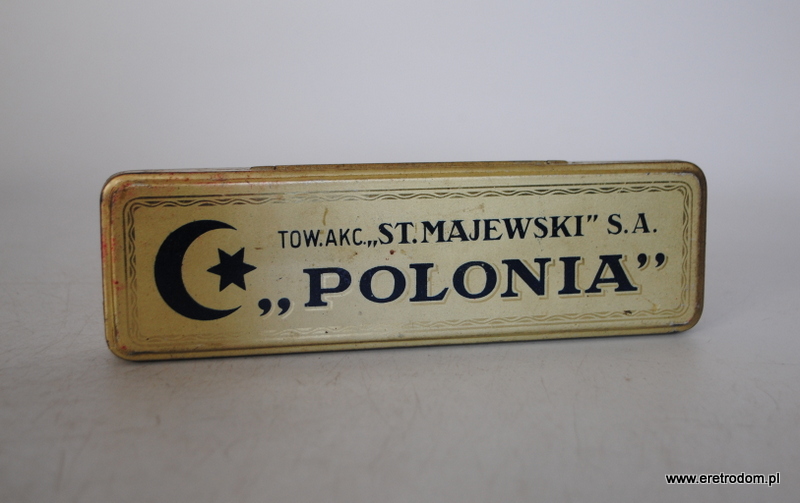 TOW.AKC.„ST.MAJEWSKI” S.A.
„POLONIA”
www.eretrodom.pl